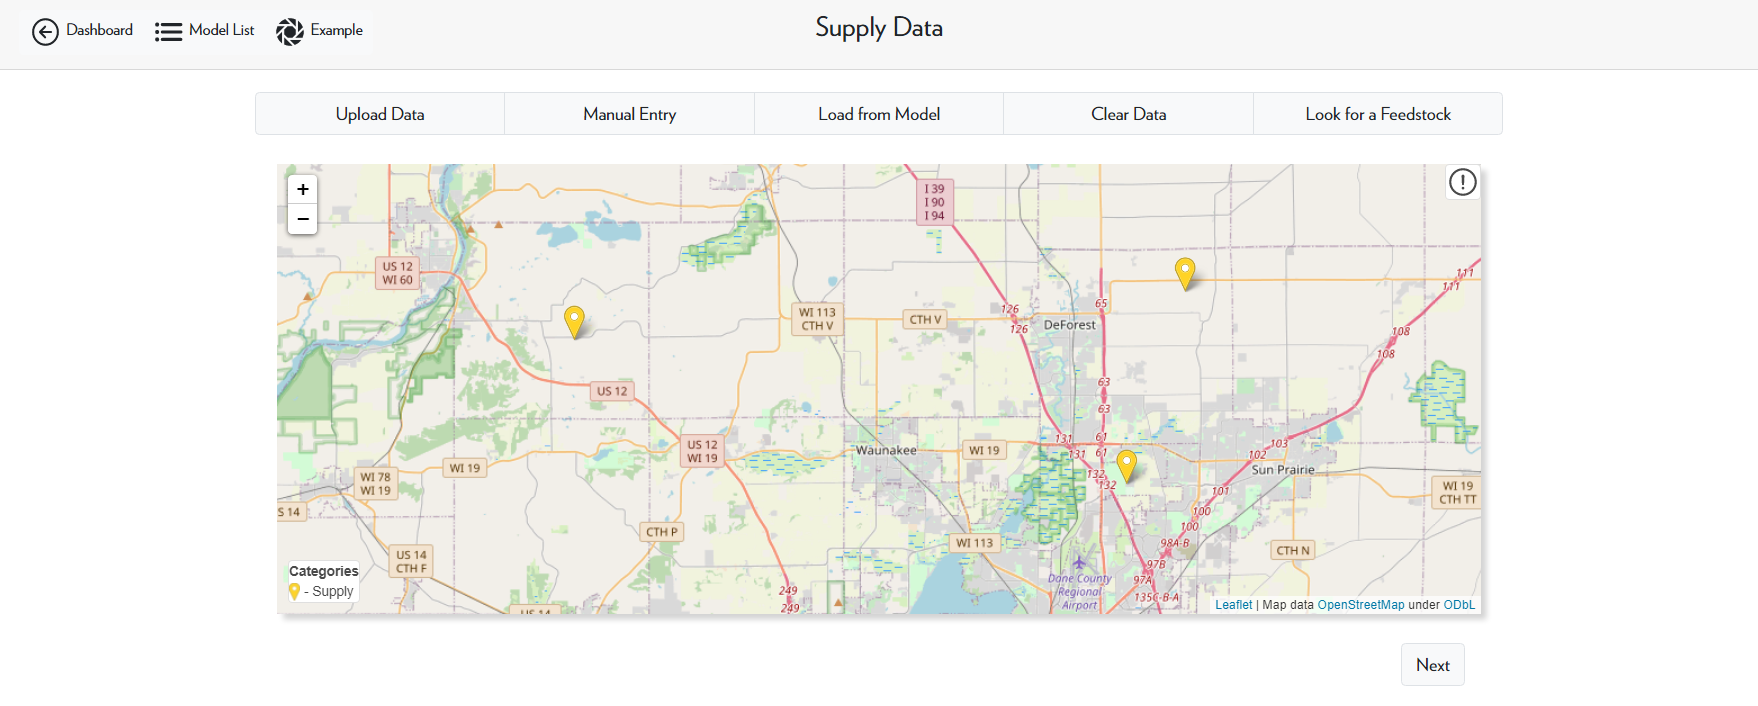 Dashboard
Model List
Example
Supply Data
Upload Data
Manual Entry
Load from Model
Clear Data
Look for a Feedstock
+
−
I 39
I 90
I 94
US 12
WI 60
111
111
65
126
126
WI 113
CTH V
CTH V
DeForest
108
108
US 12
63
63
131
61
103
US 12
WI 19
Waunakee
WI 19
131
61
102
WI 19
132
132
Sun Prairie
WI 78
WI 19
101
WI 19
CTH TT
S 14
100
100
CTH P
WI 113
98A-B
CTH N
US 14
CTH F
97B
Dane County
Regional
Airport
97A
135C-B-A
249
249
US 14
Categories
- Supply
Leaflet | Map data OpenStreetMap under ODbL
Next